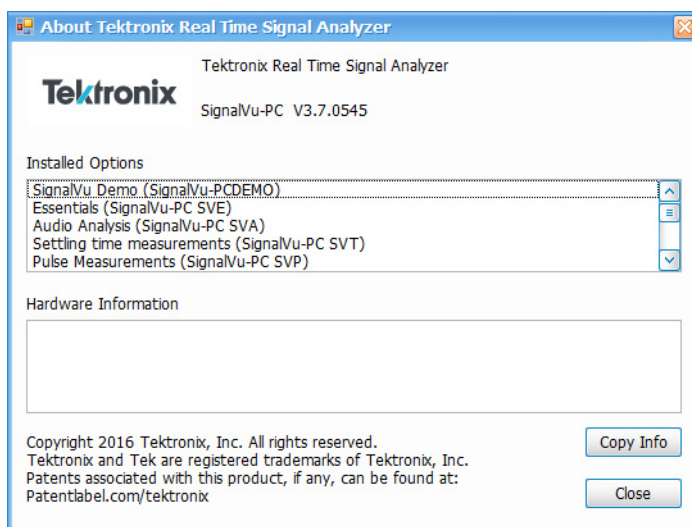 About Tektronix Real Time Signal Analyzer
Tektronix
Tektronix Real Time Signal Analyzer
SignalVu-PC V3.7.0545
Installed Options
SignalVu Demo (SignalVu-PCDEMO)
Essentials (SignalVu-PC SVE)
Audio Analysis (SignalVu-PC SVA)
Settling time measurements (SignalVu-PC SVT)
Pulse Measurements (SignalVu-PC SVP)
Hardware Information
Copyright 2016 Tektronix, Inc. All rights reserved.
Tektronix and Tek are registered trademarks of Tektronix, Inc.
Patents associated with this product, if any, can be found at:
Patentlabel.com/tektronix
Copy Info
Close